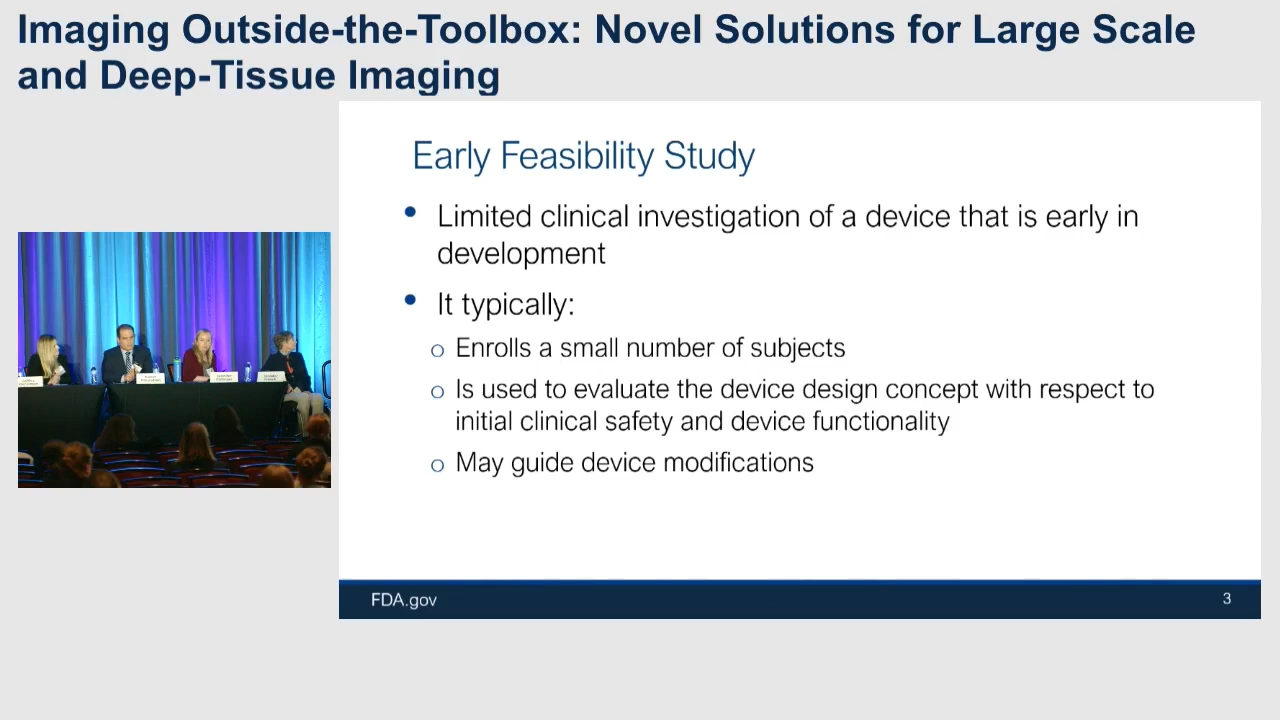 Imaging Outside-the-Toolbox: Novel Solutions for Large Scale
and Deep-Tissue Imaging
Early Feasibility Study
• Limited clinical investigation of a device that is early in
development
• It typically:
o Enrolls a small number of subjects
o Is used to evaluate the device design concept with respect to
initial clinical safety and device functionality
o May guide device modifications
FDA.gov
3